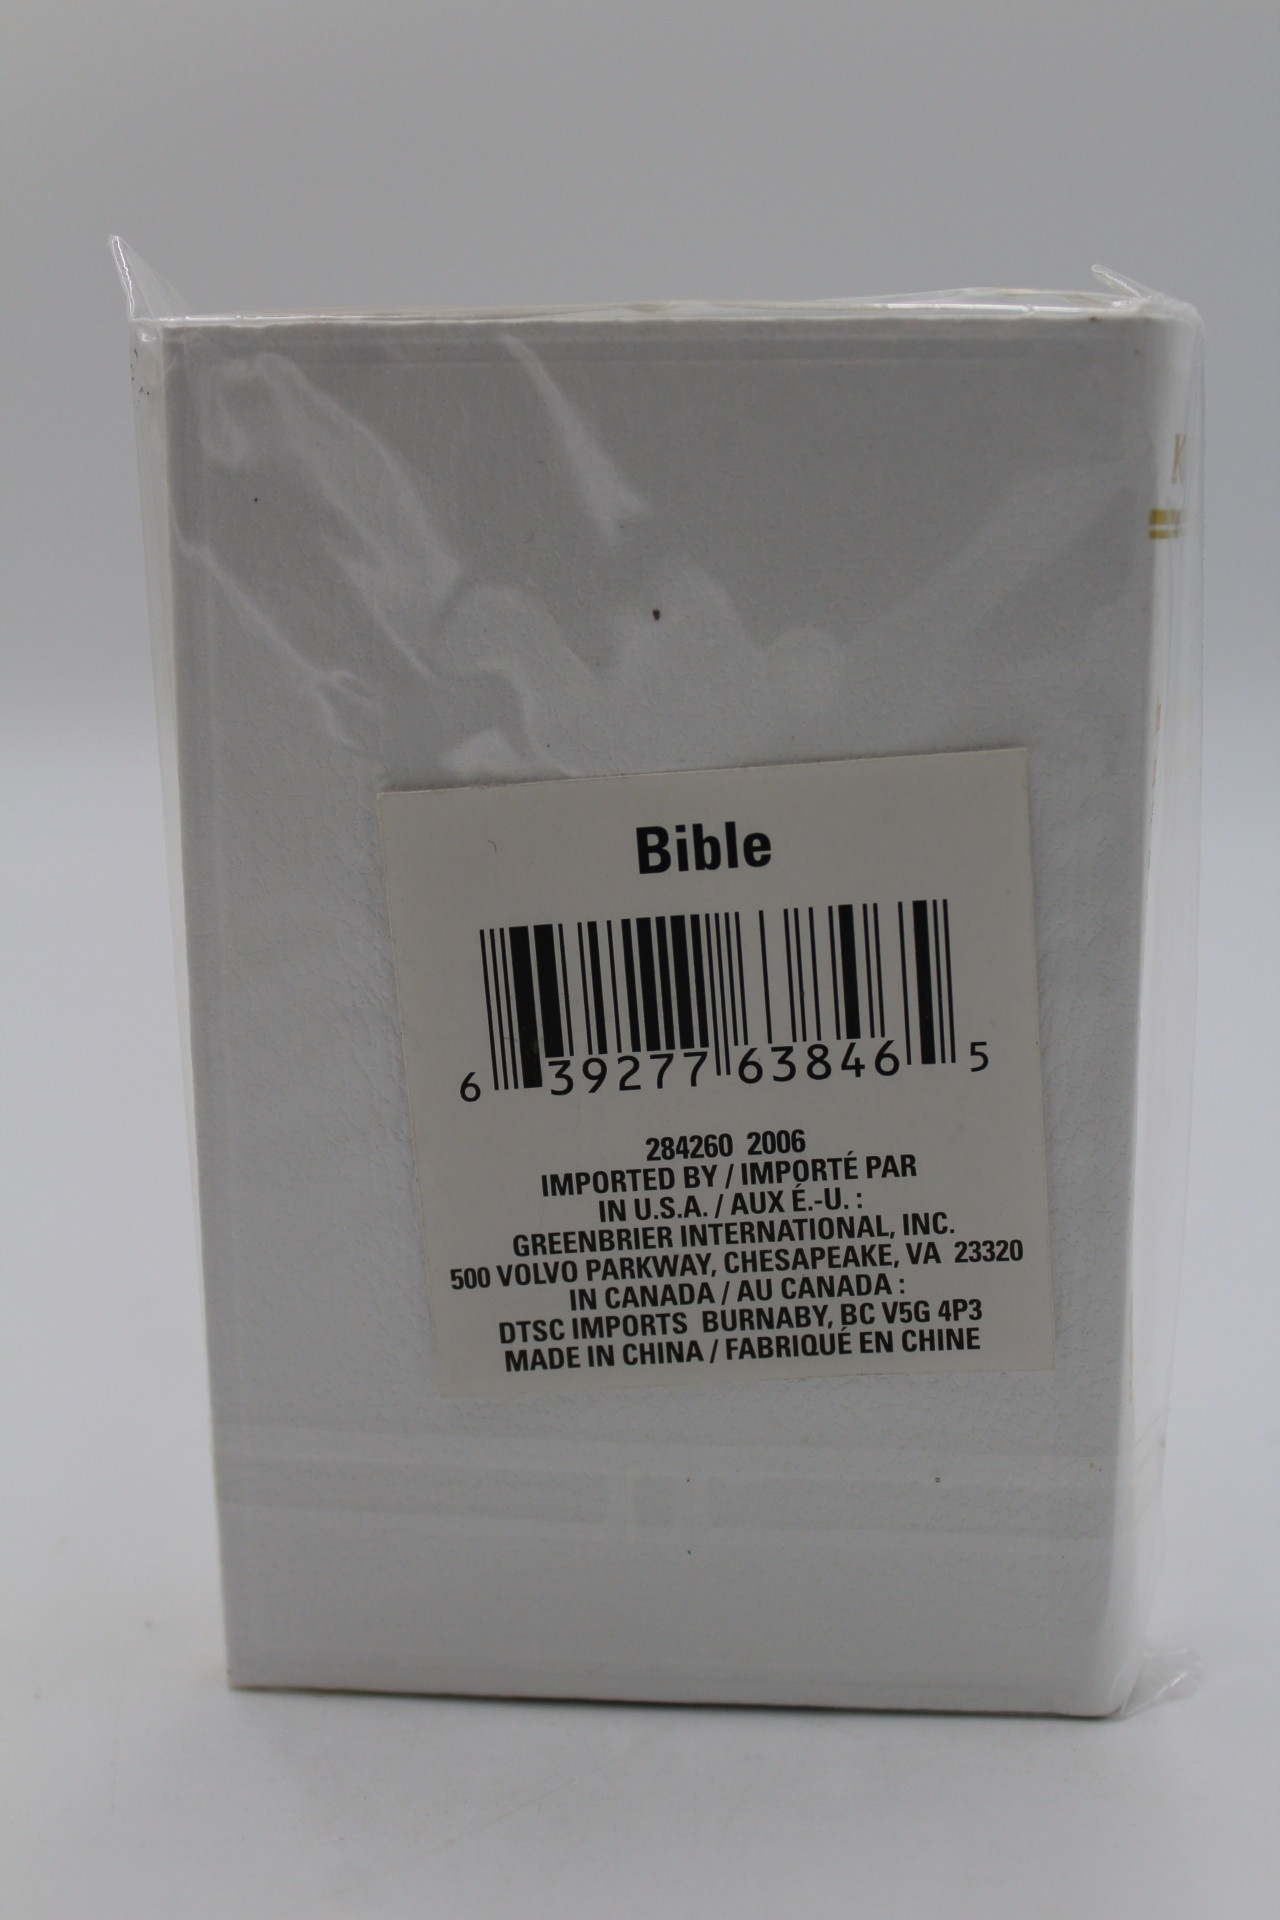 K
Bible
6 39277 63846 5
284260 2006
IMPORTED BY / IMPORTÉ PAR
IN U.S.A. / AUX É.-U. :
GREENBRIER INTERNATIONAL, INC.
500 VOLVO PARKWAY, CHESAPEAKE, VA 23320
IN CANADA / AU CANADA :
DTSC IMPORTS BURNABY, BC V5G 4P3
MADE IN CHINA / FABRIQUÉ EN CHINE